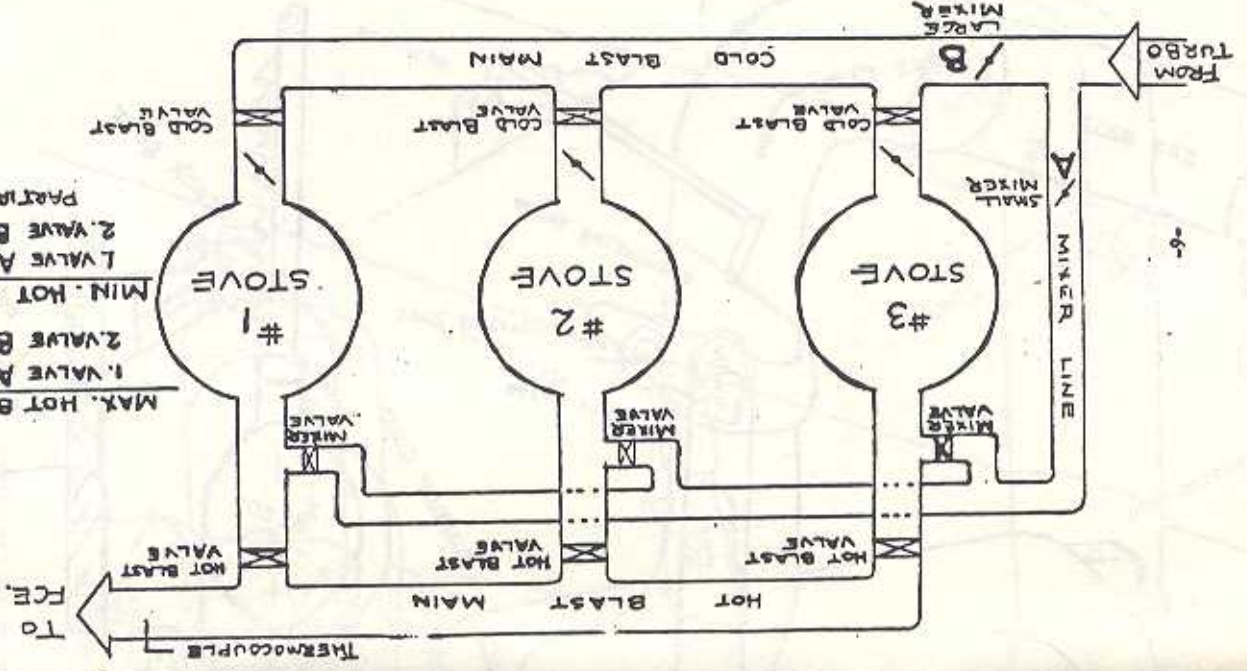 THERMOCOUPLE
TO
FCE.
HOT BLAST MAIN
HOT BLAST
VALVE
HOT BLAST
VALVE
HOT BLAST
VALVE
MIXER
VALVE
MIXER
VALVE
MIXER
VALVE
MIXER LINE
#3
STOVE
#2
STOVE
#1
STOVE
MAX. HOT B
1. VALVE A
2. VALVE B
MIN. HOT
1. VALVE A
2. VALVE B
PARTIA
SMALL
MIXER
A
COLD BLAST
VALVE
COLD BLAST
VALVE
COLD BLAST
VALVE
FROM
TURBO
B
COLD BLAST MAIN
LARGE
MIXER